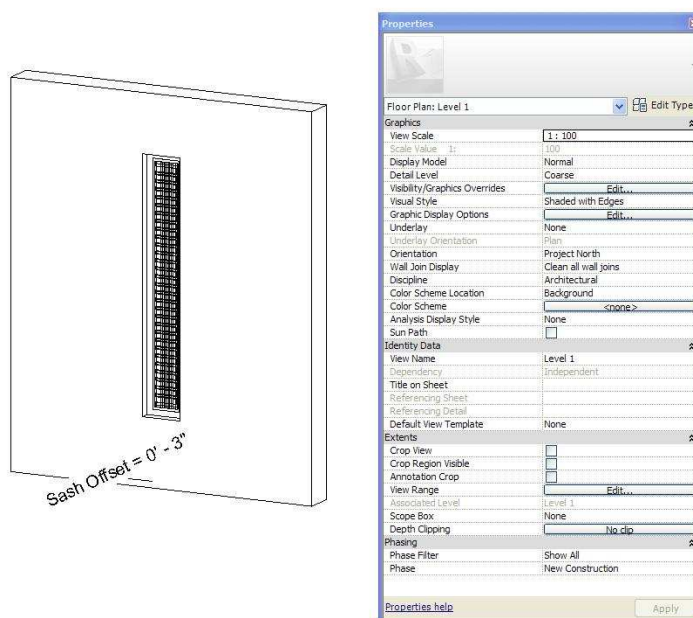 Sash Offset = 0' - 3"
Properties
Floor Plan: Level 1 Edit Type
Graphics
View Scale 1 : 100
Scale Value 1: 100
Display Model Normal
Detail Level Coarse
Visibility/Graphics Overrides Edit...
Visual Style Shaded with Edges
Graphic Display Options Edit...
Underlay None
Underlay Orientation Plan
Orientation Project North
Wall Join Display Clean all wall joins
Discipline Architectural
Color Scheme Location Background
Color Scheme <none>
Analysis Display Style None
Sun Path
Identity Data
View Name Level 1
Dependency Independent
Title on Sheet
Referencing Sheet
Referencing Detail
Default View Template None
Extents
Crop View
Crop Region Visible
Annotation Crop
View Range Edit...
Associated Level Level 1
Scope Box None
Depth Clipping No clip
Phasing
Phase Filter Show All
Phase New Construction
Properties help Apply